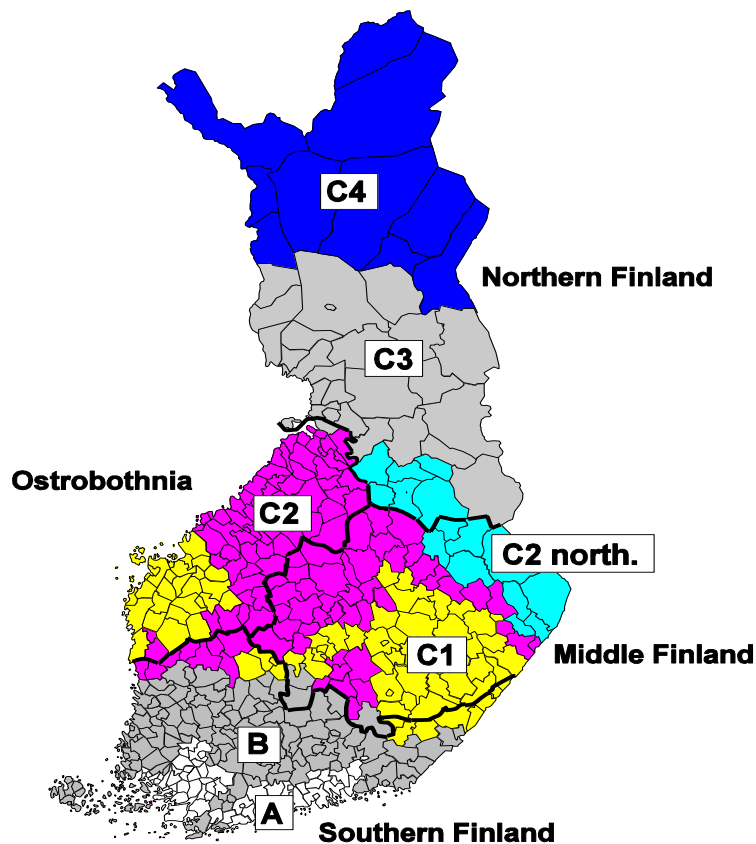 C4
Northern Finland
C3
Ostrobothnia
C2
C2 north.
C1
Middle Finland
B
A
Southern Finland